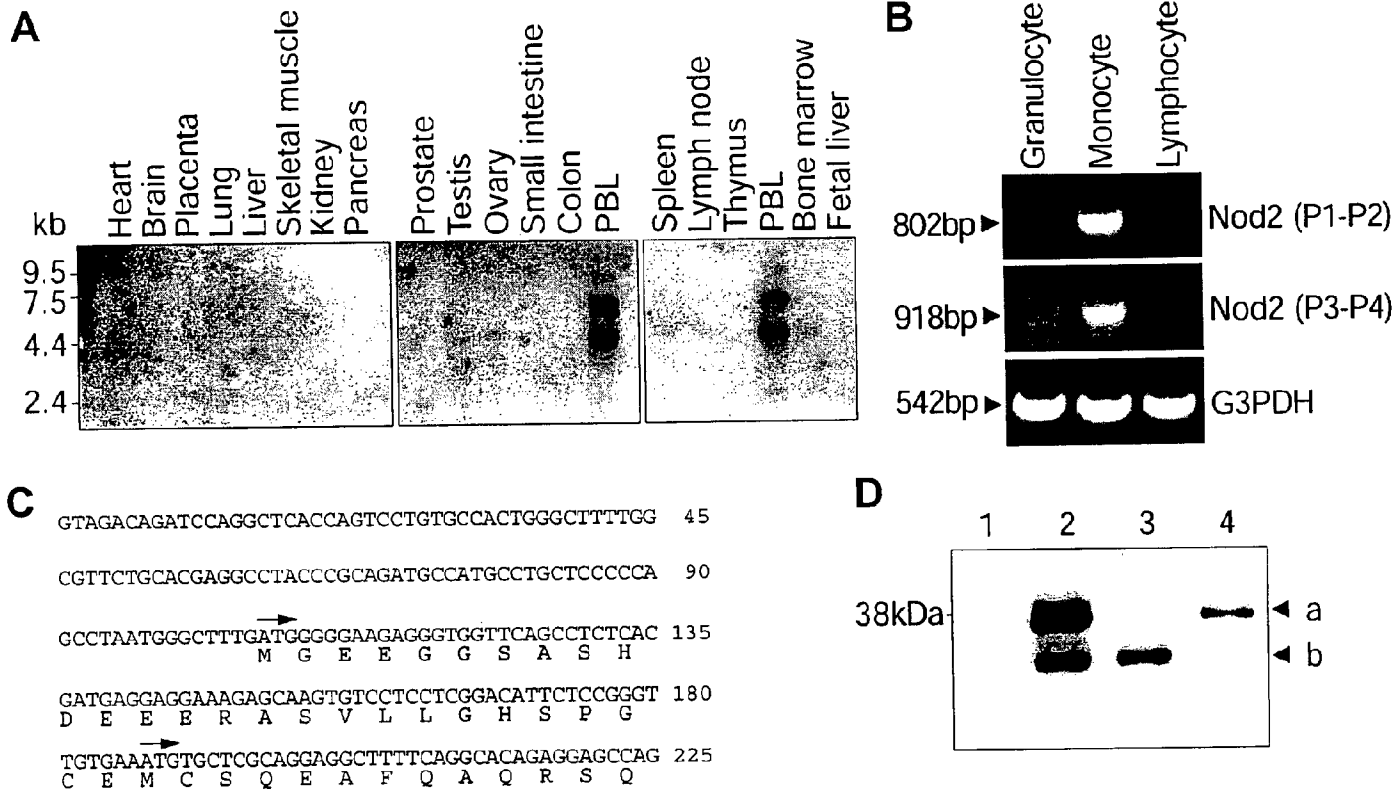 A
Heart
Brain
Placenta
Lung
Liver
Skeletal muscle
Kidney
Pancreas
Prostate
Testis
Ovary
Small intestine
Colon
PBL
Spleen
Lymph node
Thymus
PBL
Bone marrow
Fetal liver
kb
9.5
7.5
4.4
2.4
B
Granulocyte
Monocyte
Lymphocyte
802bp Nod2 (P1-P2)
918bp Nod2 (P3-P4)
542bp G3PDH
C
GTAGACAGATCCAGGCTCACCAGTCCTGTGCCACTGGGCTTTTGG 45
CGTTCTGCACGAGGCCTACCCGCAGATGCCATGCCTGCTCCCCCA 90
GCCTAATGGGCTTTGATGGGGGAAGAGGGTGGTTCAGCCTCTCAC 135
M G E E G G S A S H
GATGAGGAGGAAAGAGCAAGTGTCCTCCTCGGACATTCTCCGGGT 180
D E E E R A S V L L G H S P G
TGTGAAATGTGCTCGCAGGAGGCTTTTCAGGCACAGAGGAGCCAG 225
C E M C S Q E A F Q A Q R S Q
D
1 2 3 4
38kDa
a
b